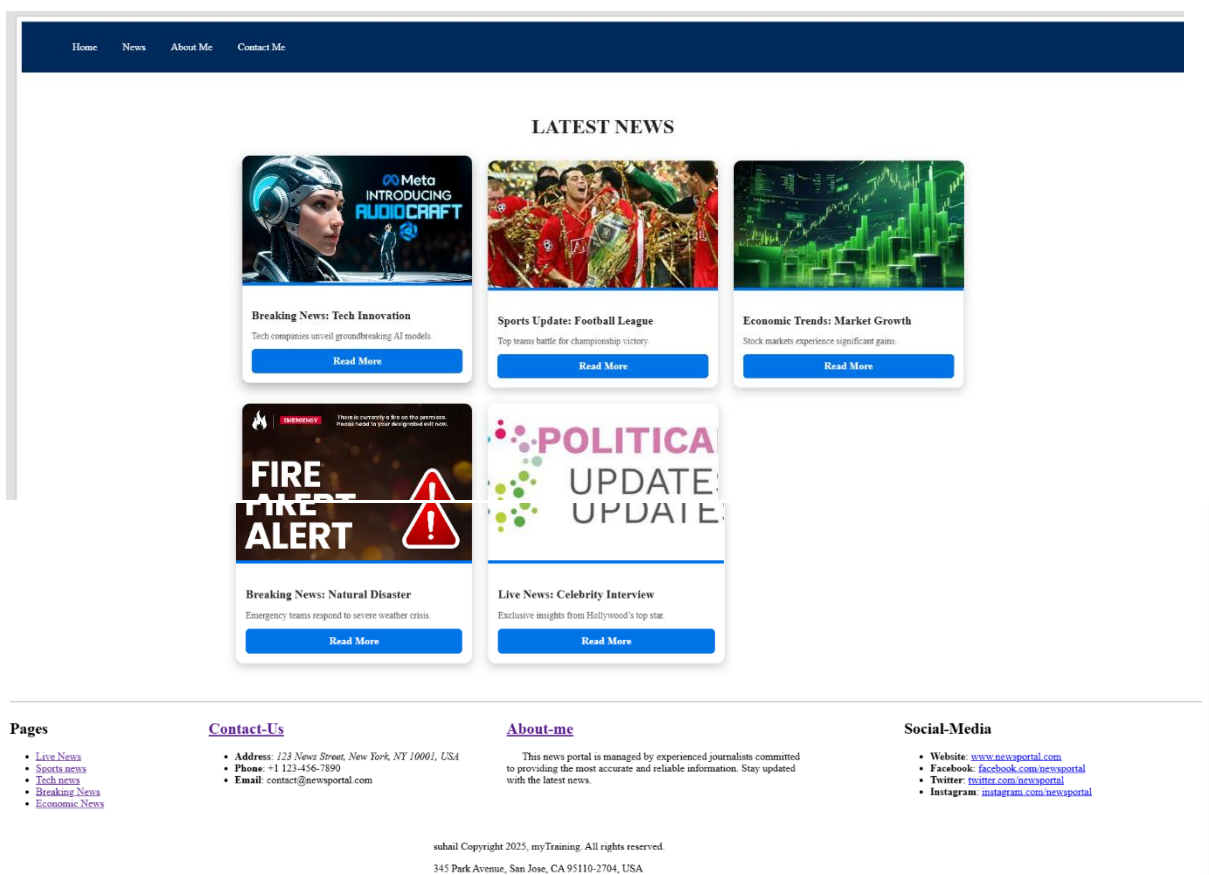 Home News About Me Contact Me
LATEST NEWS
Meta
INTRODUCING
AUDIOCRAFT
Breaking News: Tech Innovation
Tech companies unveil groundbreaking AI models.
Read More
Sports Update: Football League
Top teams battle for championship victory.
Read More
Economic Trends: Market Growth
Stock markets experience significant gains.
Read More
EMERGENCY
There is currently a fire on the premises.
Please head to your designated exit now.
FIRE
ALERT
POLITICA
UPDATES
FIRE
ALERT
UPDATE
Breaking News: Natural Disaster
Emergency teams respond to severe weather crisis.
Read More
Live News: Celebrity Interview
Exclusive insights from Hollywood's top star.
Read More
Pages
Live News
Sports news
Tech news
Breaking News
Economic News
Contact-Us
Address: 123 News Street, New York, NY 10001, USA
Phone: +1 123-456-7890
Email: contact@newsportal.com
About-me
This news portal is managed by experienced journalists committed
to providing the most accurate and reliable information. Stay updated
with the latest news.
Social-Media
Website: www.newsportal.com
Facebook: facebook.com/newsportal
Twitter: twitter.com/newsportal
Instagram: instagram.com/newsportal
suhail Copyright 2025, myTraining. All rights reserved.
345 Park Avenue, San Jose, CA 95110-2704, USA